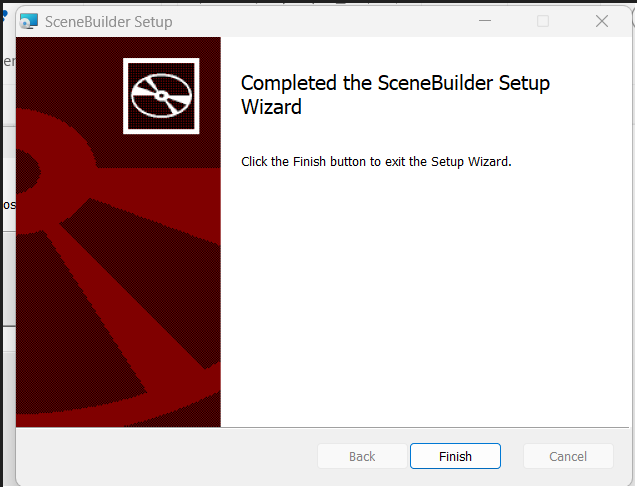 SceneBuilder Setup
Completed the SceneBuilder Setup
Wizard
Click the Finish button to exit the Setup Wizard.
os
Back
Finish
Cancel